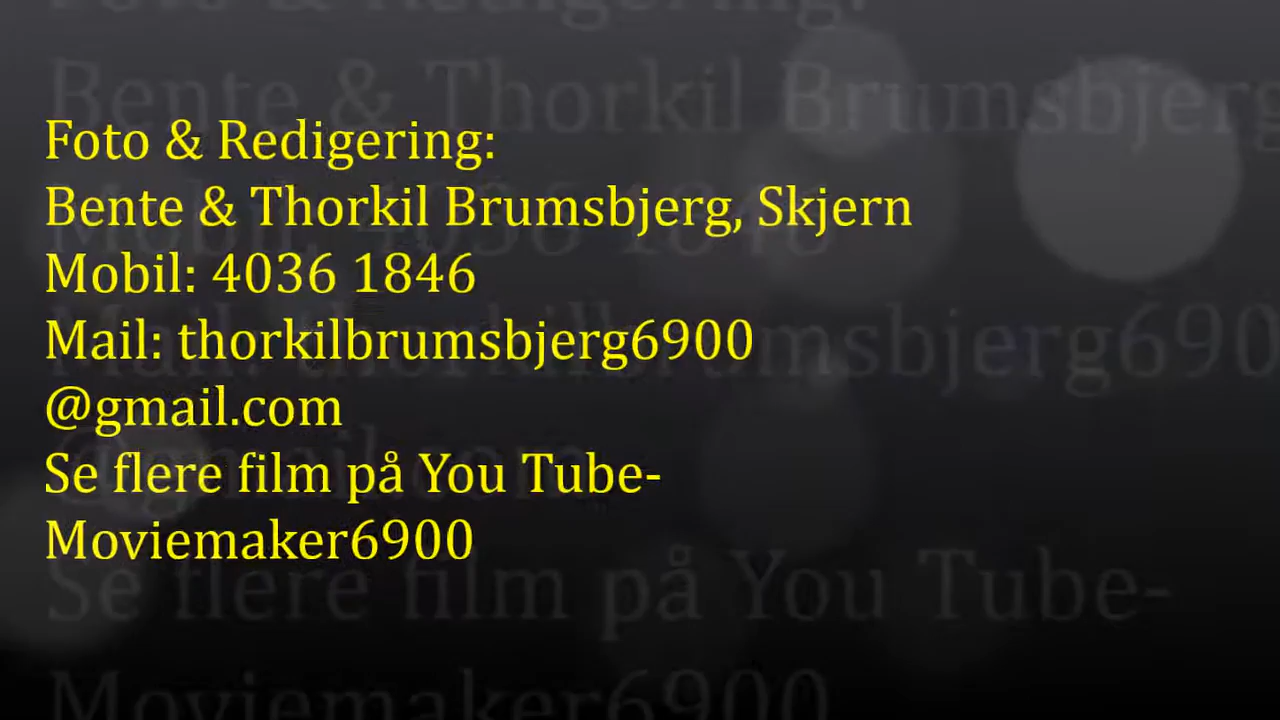 Foto & Redigering:
Bente & Thorkil Brumsbjerg, Skjern
Mobil: 4036 1846
Mail: thorkilbrumsbjerg6900
@gmail.com
Se flere film på You Tube-
Moviemaker6900